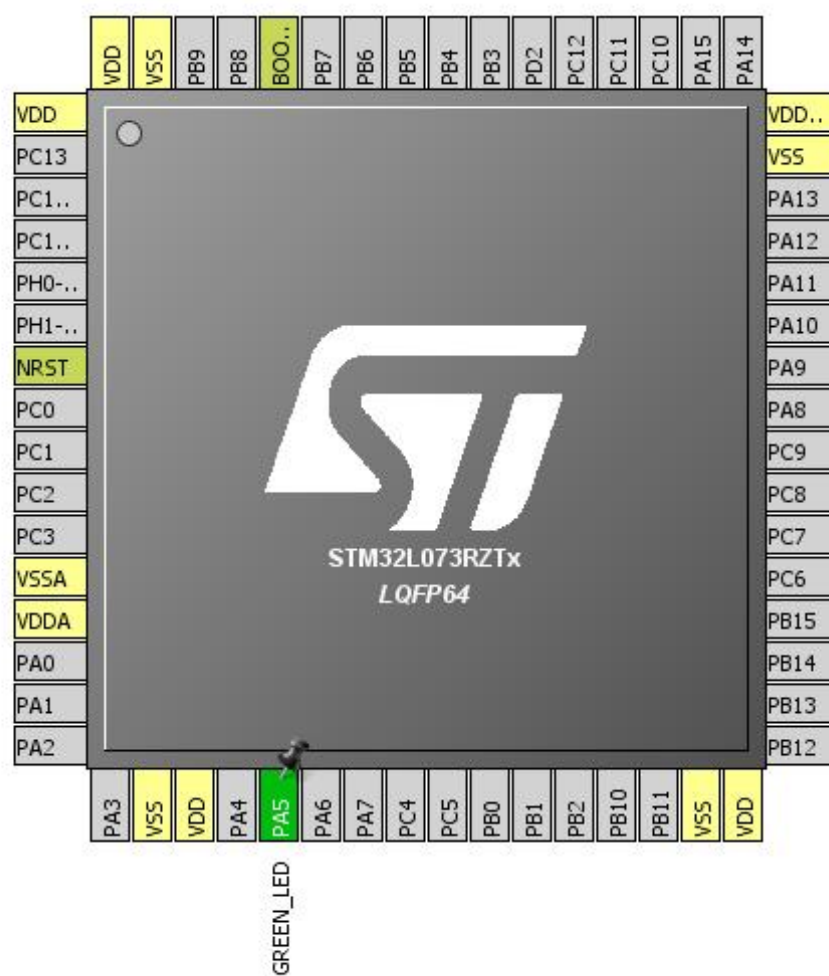 VDD
VSS
PB9
PB8
BOO..
PB7
PB6
PB5
PB4
PB3
PD2
PC12
PC11
PC10
PA15
PA14
VDD
PC13
PC1..
PC1..
PH0-..
PH1-..
NRST
PC0
PC1
PC2
PC3
VSSA
VDDA
PA0
PA1
PA2
VDD..
VSS
PA13
PA12
PA11
PA10
PA9
PA8
PC9
PC8
PC7
PC6
PB15
PB14
PB13
PB12
ST
STM32L073RZTx
LQFP64
PA3
VSS
VDD
PA4
PA5
PA6
PA7
PC4
PC5
PB0
PB1
PB2
PB10
PB11
VSS
VDD
GREEN_LED